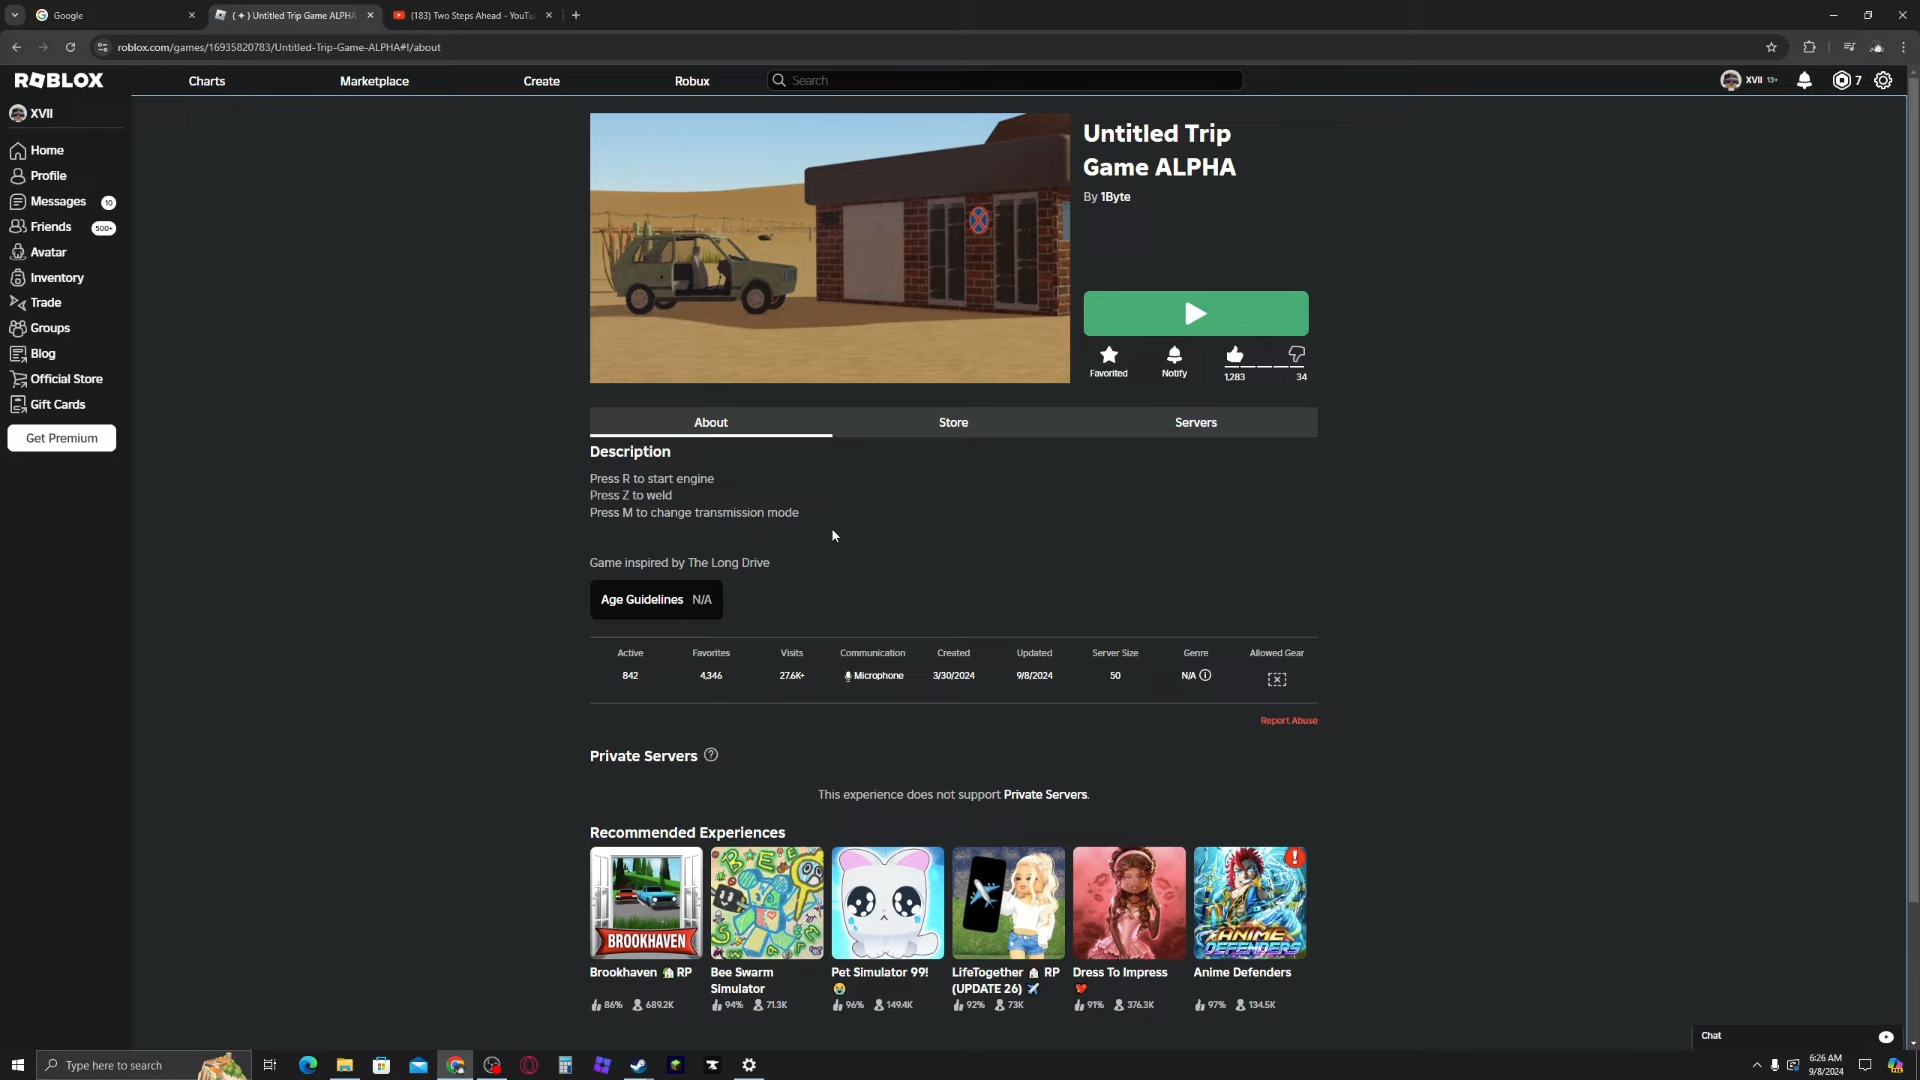 Google
( ✦ ) Untitled Trip Game ALPHA
(183) Two Steps Ahead - YouTu
roblox.com/games/16935820783/Untitled-Trip-Game-ALPHA#!/about
ROBLOX
Charts
Marketplace
Create
Robux
Search
XVII 13+
7
XVII
Home
Profile
Messages 10
Friends 500+
Avatar
Inventory
Trade
Groups
Blog
Official Store
Gift Cards
Get Premium
Untitled Trip
Game ALPHA
By 1Byte
Favorited
Notify
1,283
34
About
Store
Servers
Description
Press R to start engine
Press Z to weld
Press M to change transmission mode
Game inspired by The Long Drive
Age Guidelines N/A
Active Favorites Visits Communication Created Updated Server Size Genre Allowed Gear
842 4,346 27.6K+ Microphone 3/30/2024 9/8/2024 50 N/A
Report Abuse
Private Servers
This experience does not support Private Servers.
Recommended Experiences
BROOKHAVEN
BEE SWARM
ANIME DEFENDERS
Brookhaven 🏡 RP
86% 689.2K
Bee Swarm
Simulator
94% 71.3K
Pet Simulator 99!
😭
96% 149.4K
LifeTogether 🏠 RP
(UPDATE 26) ✈️
92% 73K
Dress To Impress
💖
91% 376.3K
Anime Defenders
97% 134.5K
Chat
Type here to search
6:26 AM
9/8/2024